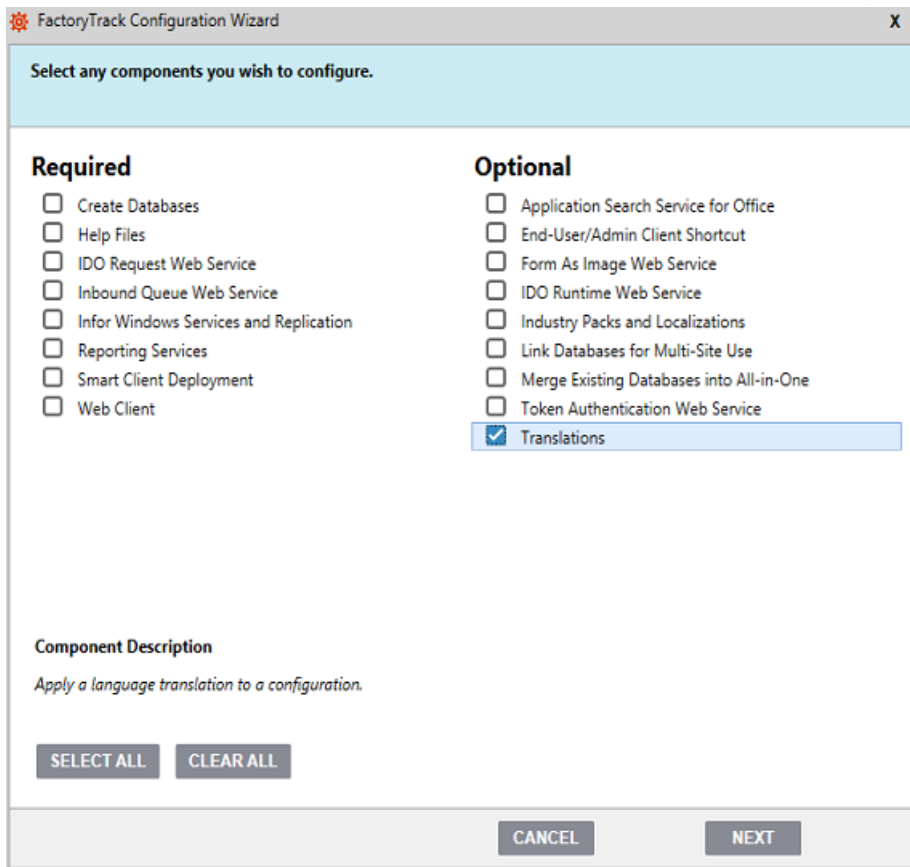 FactoryTrack Configuration Wizard
X
Select any components you wish to configure.
Required
Create Databases
Help Files
IDO Request Web Service
Inbound Queue Web Service
Infor Windows Services and Replication
Reporting Services
Smart Client Deployment
Web Client
Optional
Application Search Service for Office
End-User/Admin Client Shortcut
Form As Image Web Service
IDO Runtime Web Service
Industry Packs and Localizations
Link Databases for Multi-Site Use
Merge Existing Databases into All-in-One
Token Authentication Web Service
Translations
Component Description
Apply a language translation to a configuration.
SELECT ALL
CLEAR ALL
CANCEL
NEXT